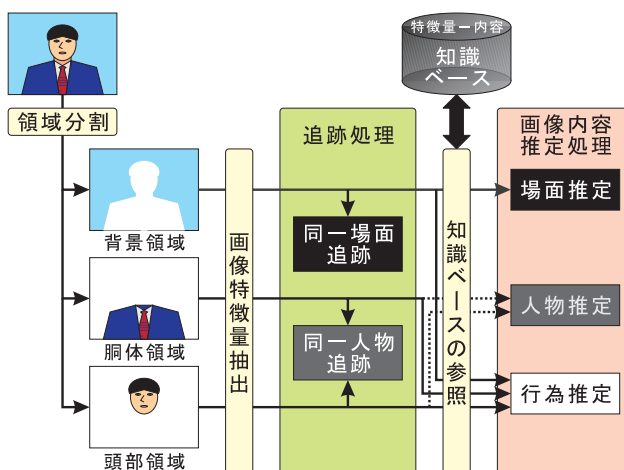 特徴量－内容
知識
ベース
領域分割
追跡処理
画像内容
推定処理
背景領域
胴体領域
頭部領域
画像特徴量抽出
同一場面
追跡
同一人物
追跡
知識ベースの参照
場面推定
人物推定
行為推定